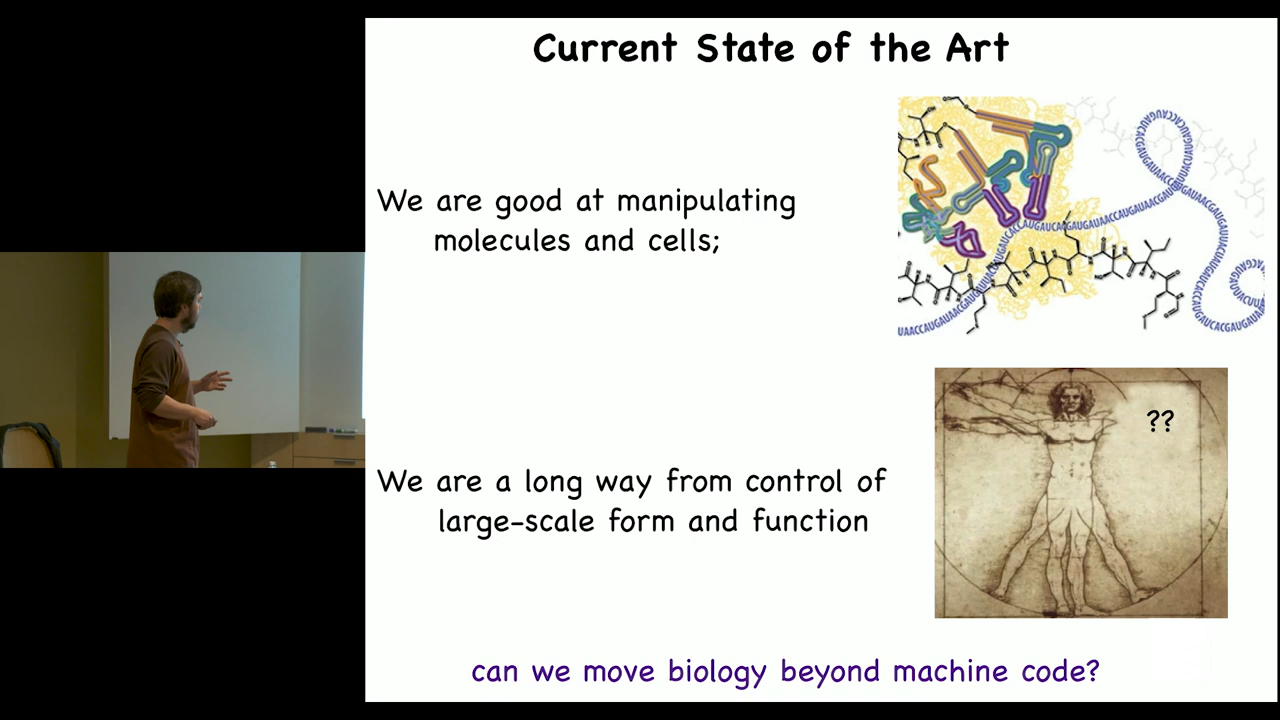 Current State of the Art
We are good at manipulating
molecules and cells;
??
We are a long way from control of
large-scale form and function
can we move biology beyond machine code?